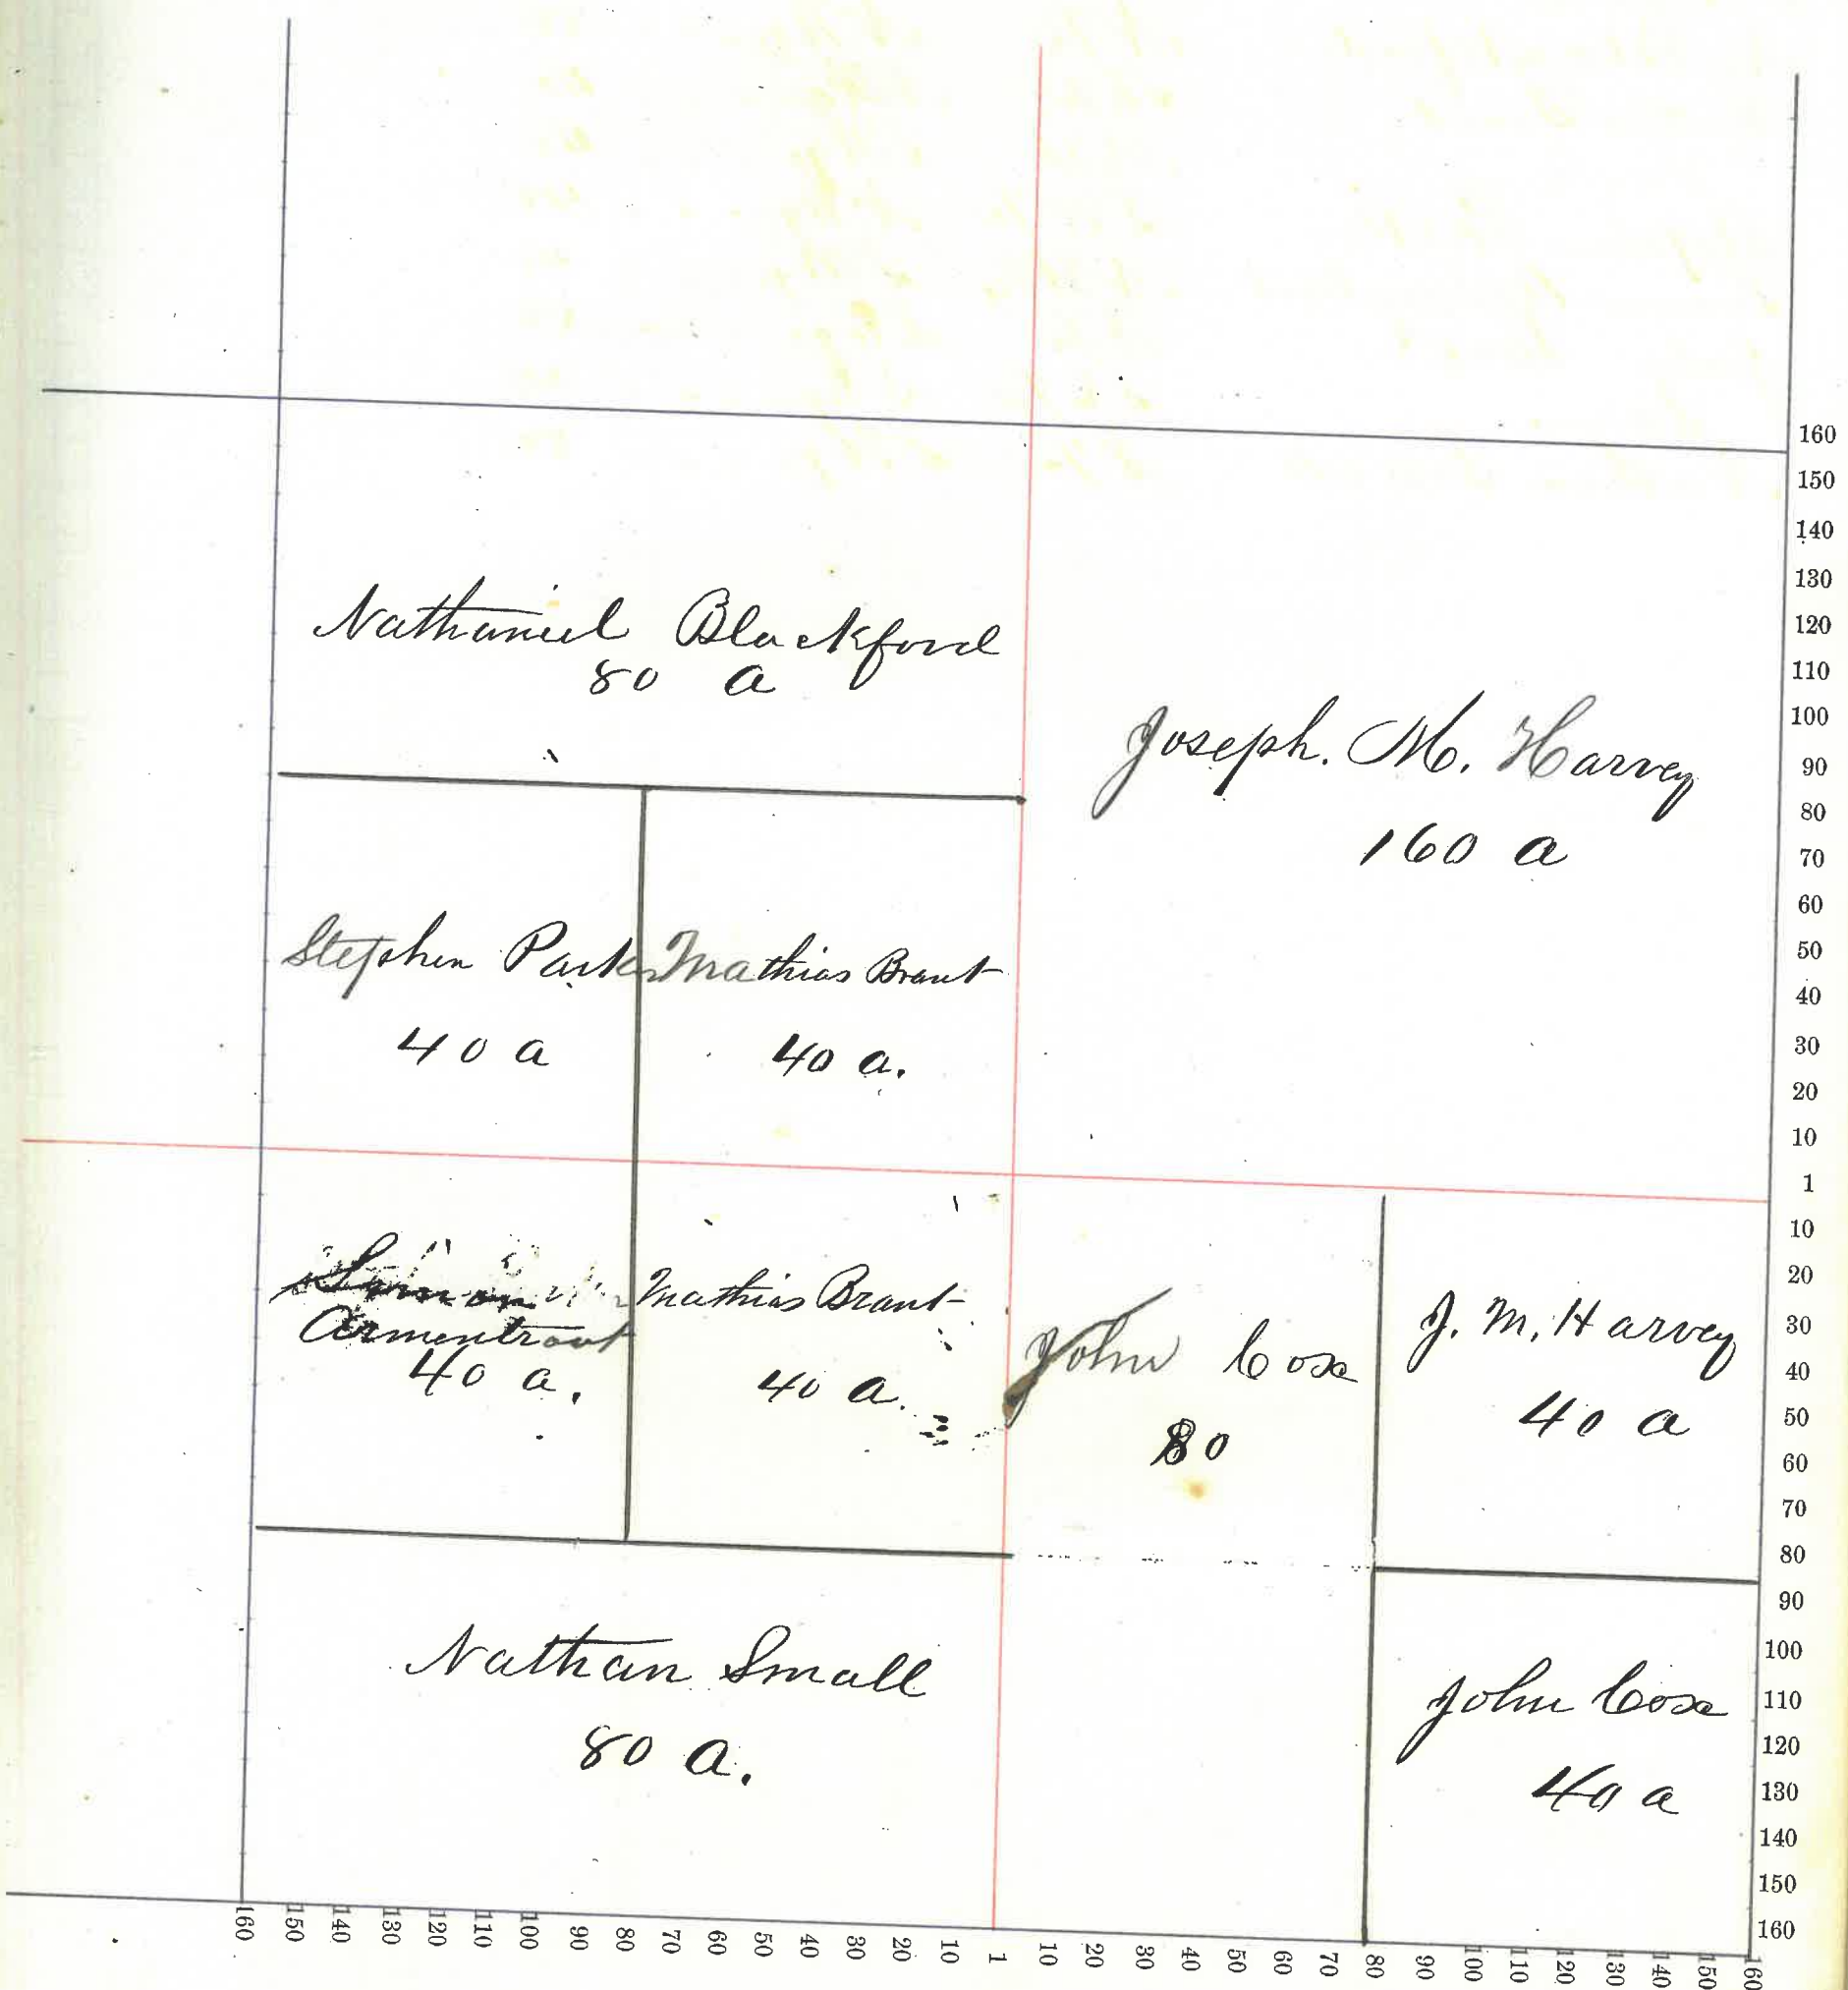 Nathaniel Blackford
80 a
Joseph. M. Harvey
160 a
Stephen Parker
40 a
Mathias Brant
40 a.
Armentrout
40 a.
Mathias Brant
40 a.
John Cox
80
J. M. Harvey
40 a
Nathan Small
80 a.
John Cox
40 a
160
150
140
130
120
110
100
90
80
70
60
50
40
30
20
10
1
10
20
30
40
50
60
70
80
90
100
110
120
130
140
150
160
160 150 140 130 120 110 100 90 80 70 60 50 40 30 20 10 1 10 20 30 40 50 60 70 80 90 100 110 120 130 140 150 160